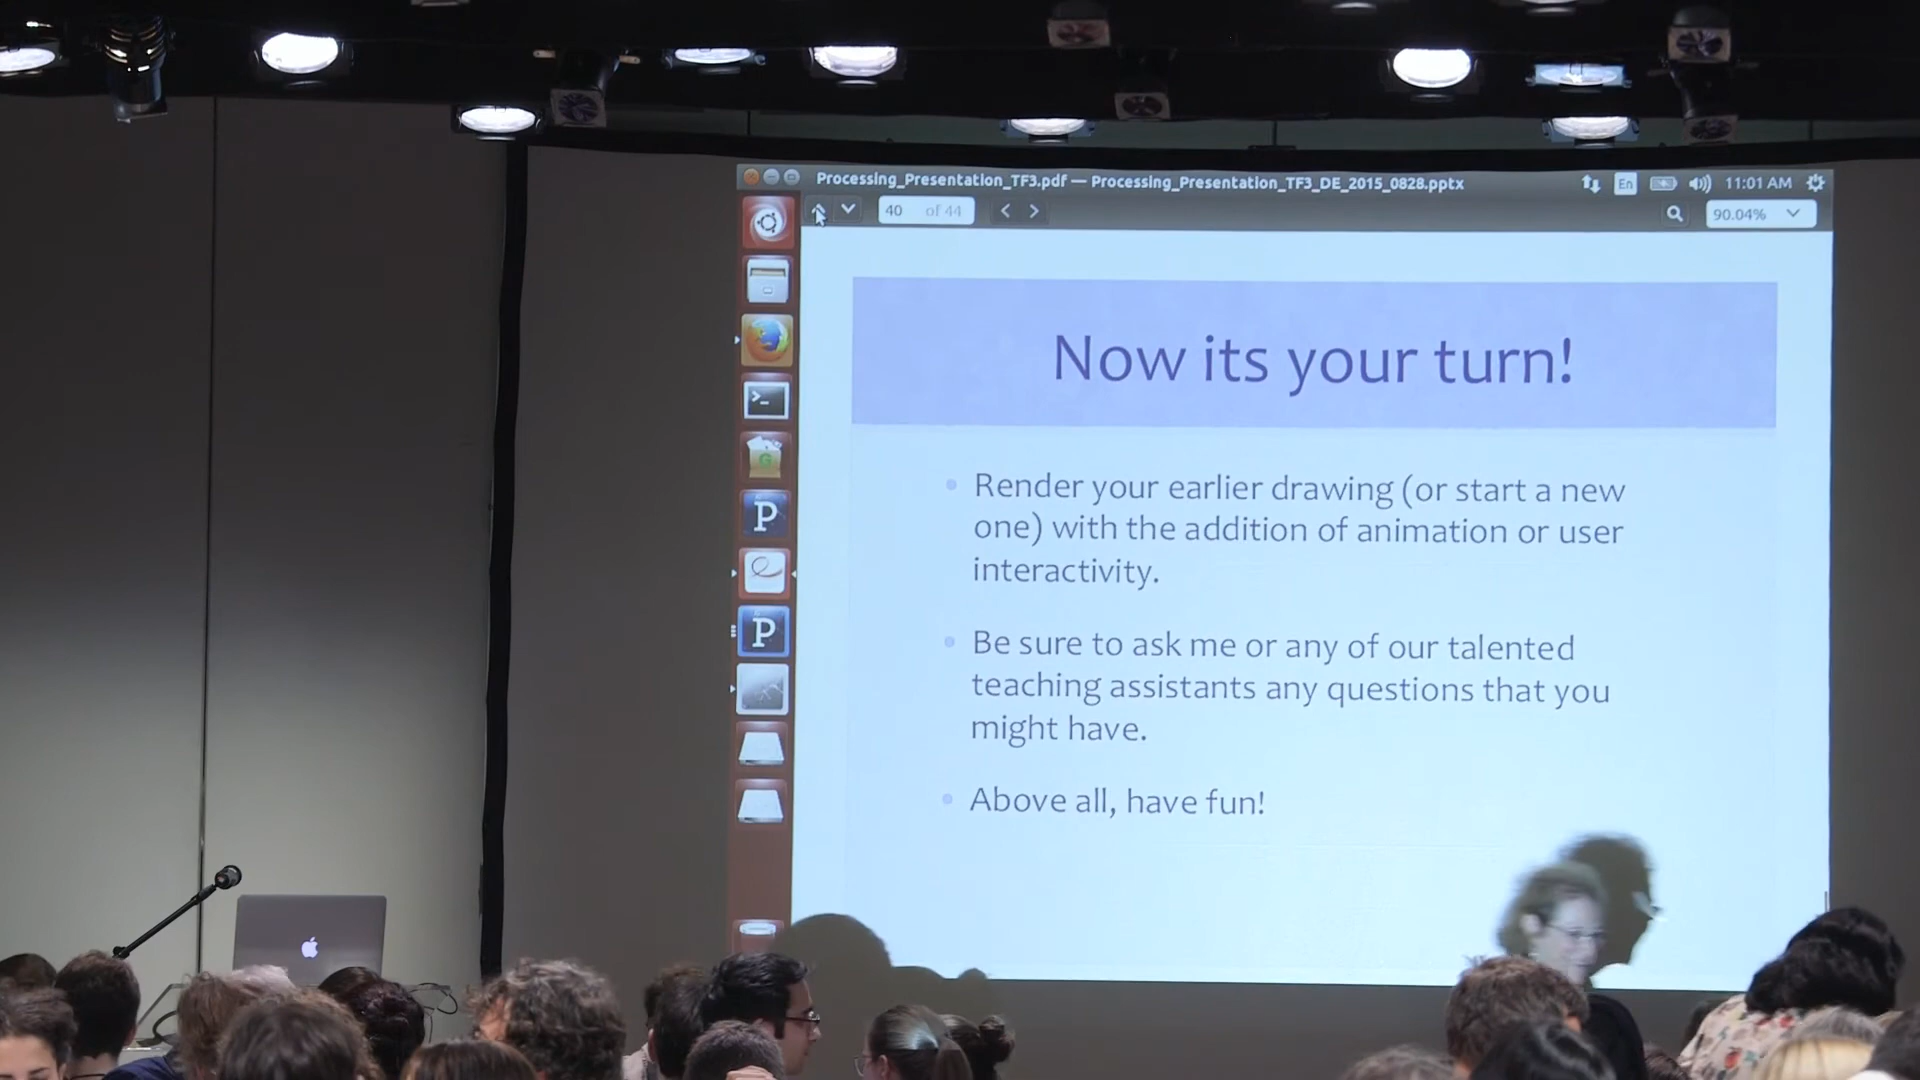 Processing_Presentation_TF3.pdf — Processing_Presentation_TF3_DE_2015_0828.pptx
En
11:01 AM
40 of 44
90.04%
Now its your turn!
Render your earlier drawing (or start a new
one) with the addition of animation or user
interactivity.
Be sure to ask me or any of our talented
teaching assistants any questions that you
might have.
Above all, have fun!
>_
G
P
P